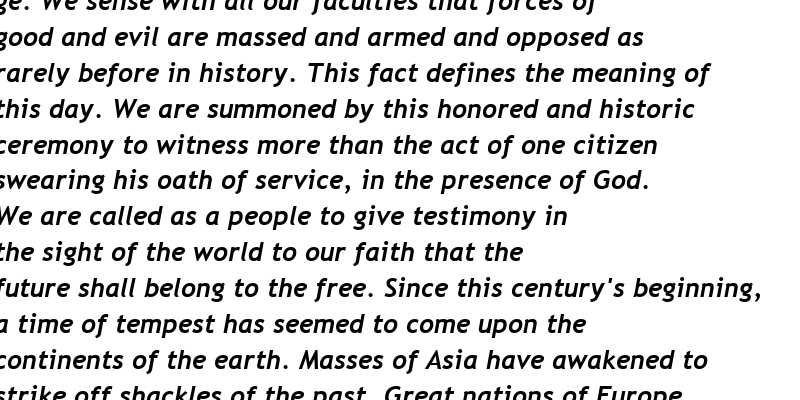 ge. We sense with all our faculties that forces of
good and evil are massed and armed and opposed as
rarely before in history. This fact defines the meaning of
this day. We are summoned by this honored and historic
ceremony to witness more than the act of one citizen
swearing his oath of service, in the presence of God.
We are called as a people to give testimony in
the sight of the world to our faith that the
future shall belong to the free. Since this century's beginning,
a time of tempest has seemed to come upon the
continents of the earth. Masses of Asia have awakened to
strike off shackles of the past. Great nations of Europe